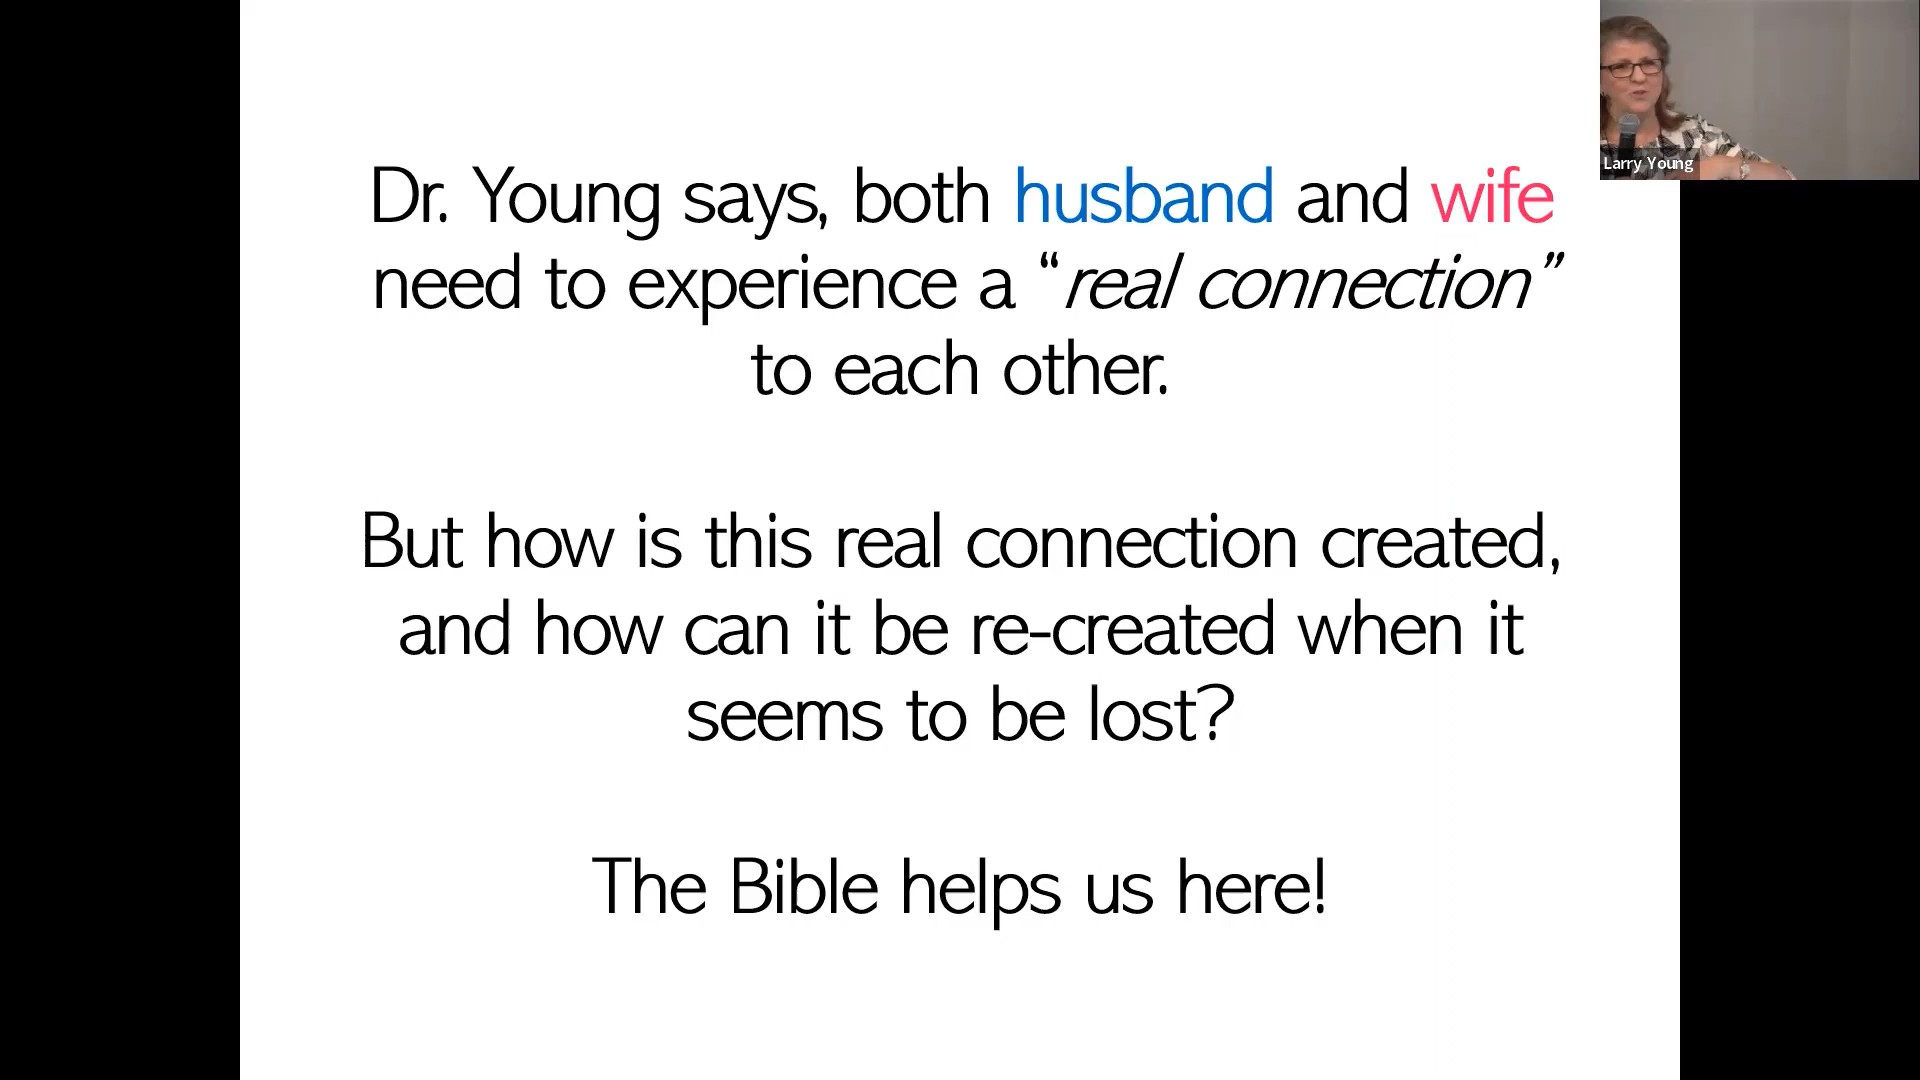 Dr. Young says, both husband and wife
need to experience a “real connection”
to each other.
But how is this real connection created,
and how can it be re-created when it
seems to be lost?
The Bible helps us here!
Larry Young